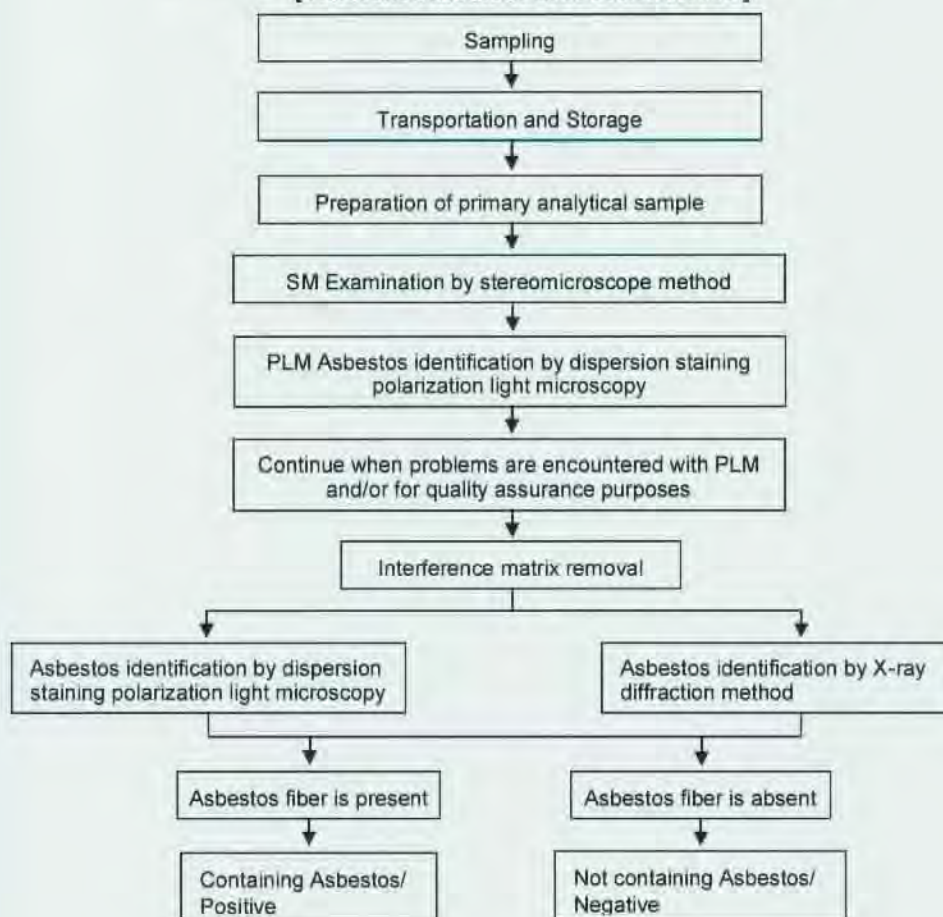 Sampling
Transportation and Storage
Preparation of primary analytical sample
SM Examination by stereomicroscope method
PLM Asbestos identification by dispersion staining
polarization light microscopy
Continue when problems are encountered with PLM
and/or for quality assurance purposes
Interference matrix removal
Asbestos identification by dispersion
staining polarization light microscopy
Asbestos identification by X-ray
diffraction method
Asbestos fiber is present
Asbestos fiber is absent
Containing Asbestos/
Positive
Not containing Asbestos/
Negative